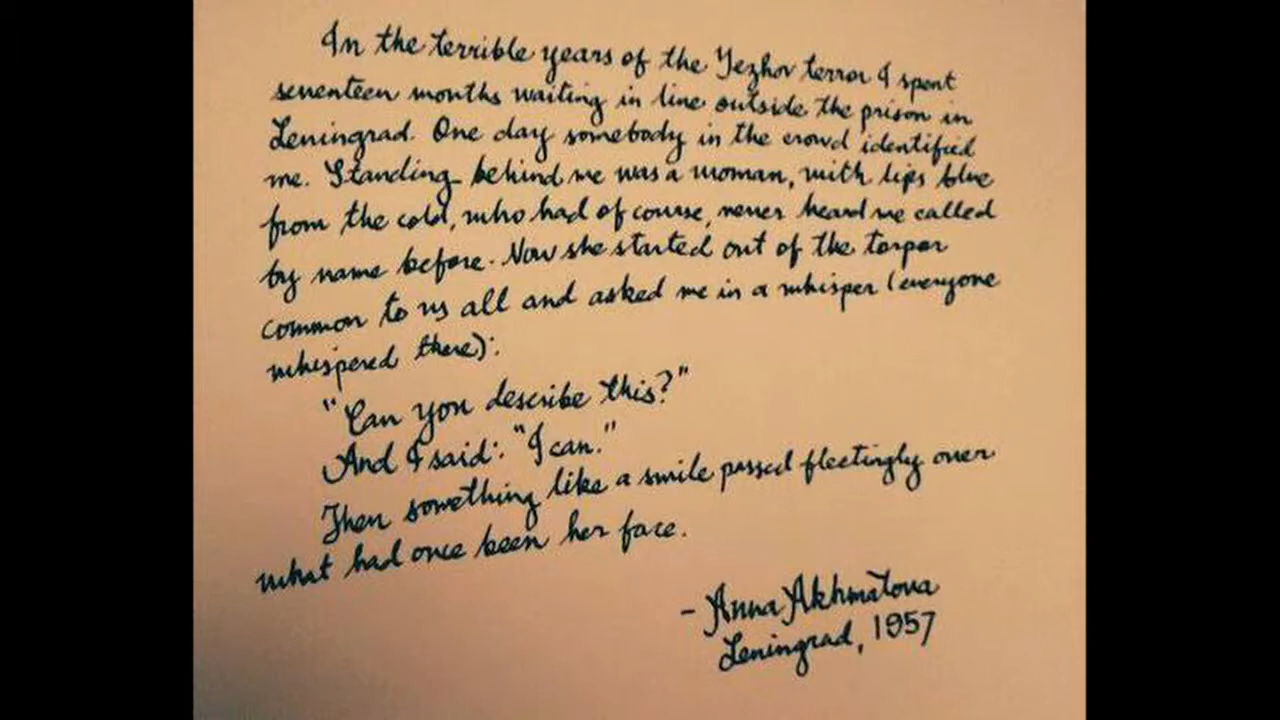 In the terrible years of the Yezhov terror I spent
seventeen months waiting in line outside the prison in
Leningrad. One day somebody in the crowd identified
me. Standing behind me was a woman, with lips blue
from the cold, who had of course, never heard me called
by name before. Now she started out of the torpor
common to us all and asked me in a whisper (everyone
whispered there):
"Can you describe this?"
And I said: "I can."
Then something like a smile passed fleetingly over
what had once been her face.
- Anna Akhmatova
Leningrad, 1957